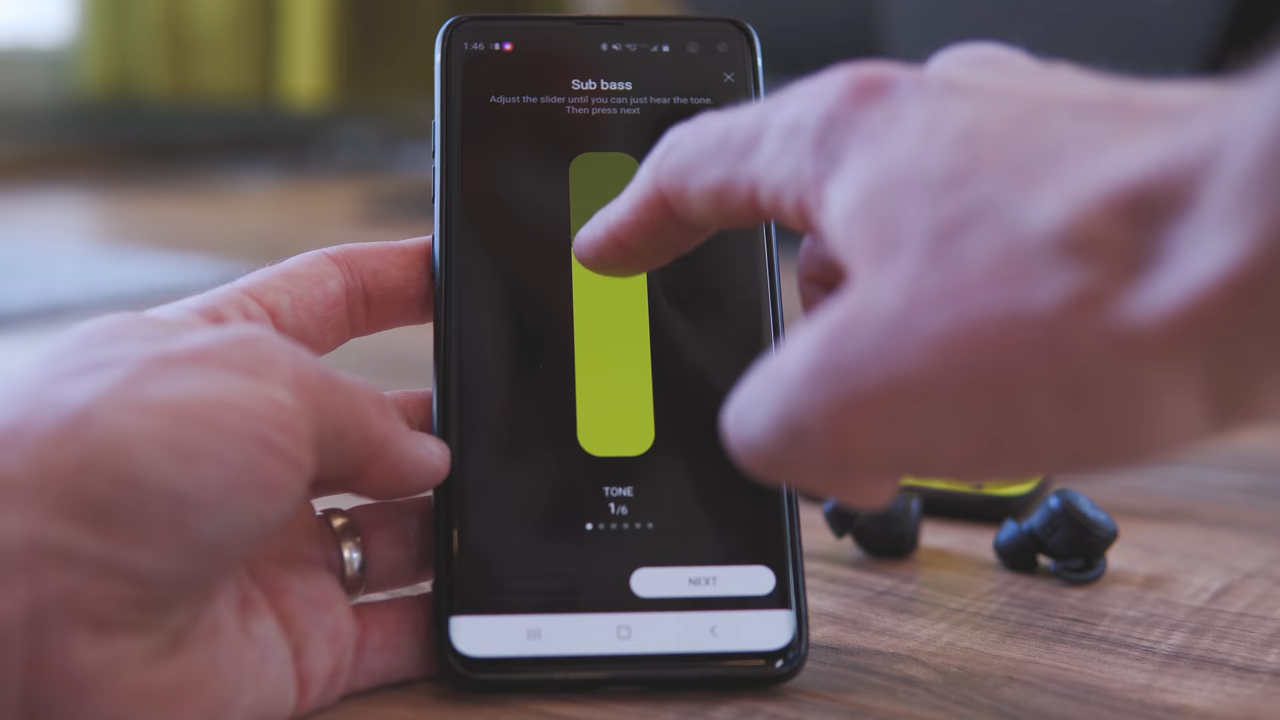 1:46
Sub bass
Adjust the slider until you can just hear the tone.
Then press next
TONE
1/6
NEXT